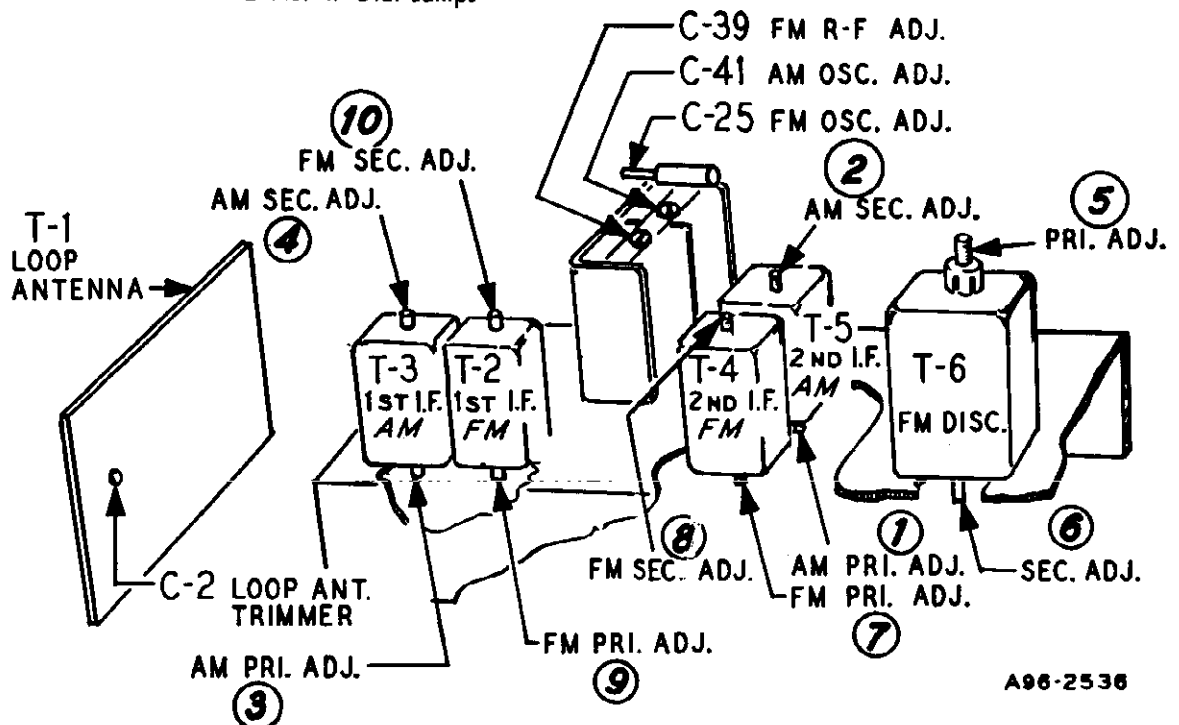 C-39 FM R-F ADJ.
C-41 AM OSC. ADJ.
C-25 FM OSC. ADJ.
10
FM SEC. ADJ.
2
AM SEC. ADJ.
5
PRI. ADJ.
AM SEC. ADJ.
4
T-1
LOOP
ANTENNA
T-3
1ST I.F.
AM
T-2
1ST I.F.
FM
T-4
2ND I.F.
FM
T-5
2ND I.F.
AM
T-6
FM DISC.
8
FM SEC. ADJ.
1
AM PRI. ADJ.
FM PRI. ADJ.
7
6
SEC. ADJ.
C-2 LOOP ANT.
TRIMMER
AM PRI. ADJ.
3
FM PRI. ADJ.
9
A96-2536